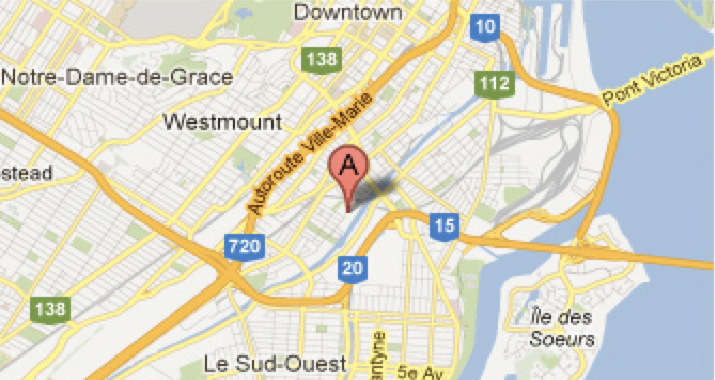 Downtown
10
138
Notre-Dame-de-Grace
112
Pont Victoria
Westmount
Autoroute Ville-Marie
stead
A
720
15
20
138
Île des
Soeurs
Le Sud-Ouest
antyne
5e Av